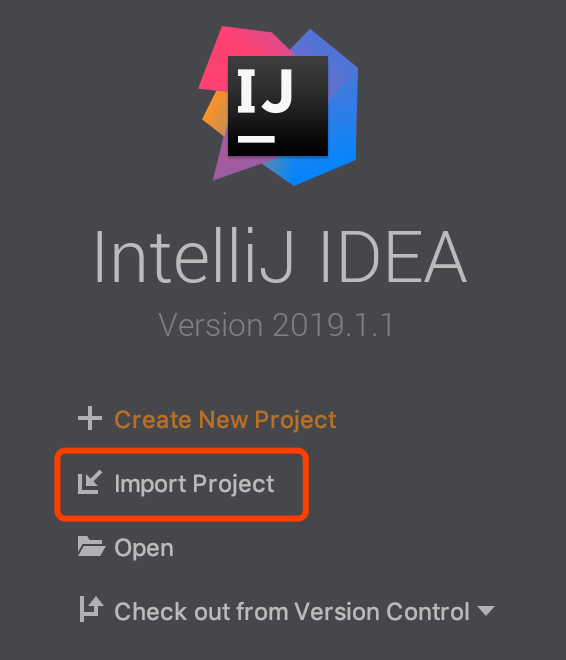 IJ
IntelliJ IDEA
Version 2019.1.1
Create New Project
Import Project
Open
Check out from Version Control